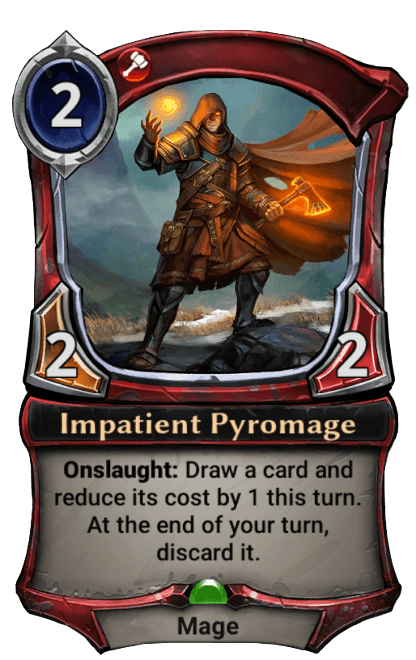 2
2
2
Impatient Pyromage
Onslaught: Draw a card and
reduce its cost by 1 this turn.
At the end of your turn,
discard it.
Mage